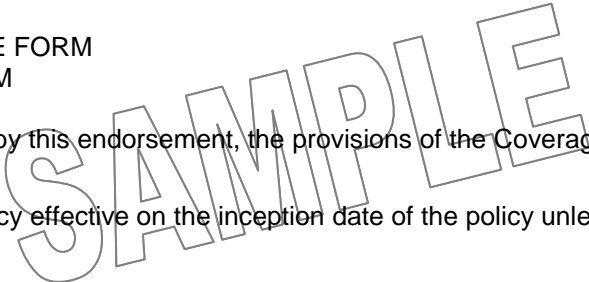 E FORM
M
by this endorsement, the provisions of the Coverag
cy effective on the inception date of the policy unle
SAMPLE